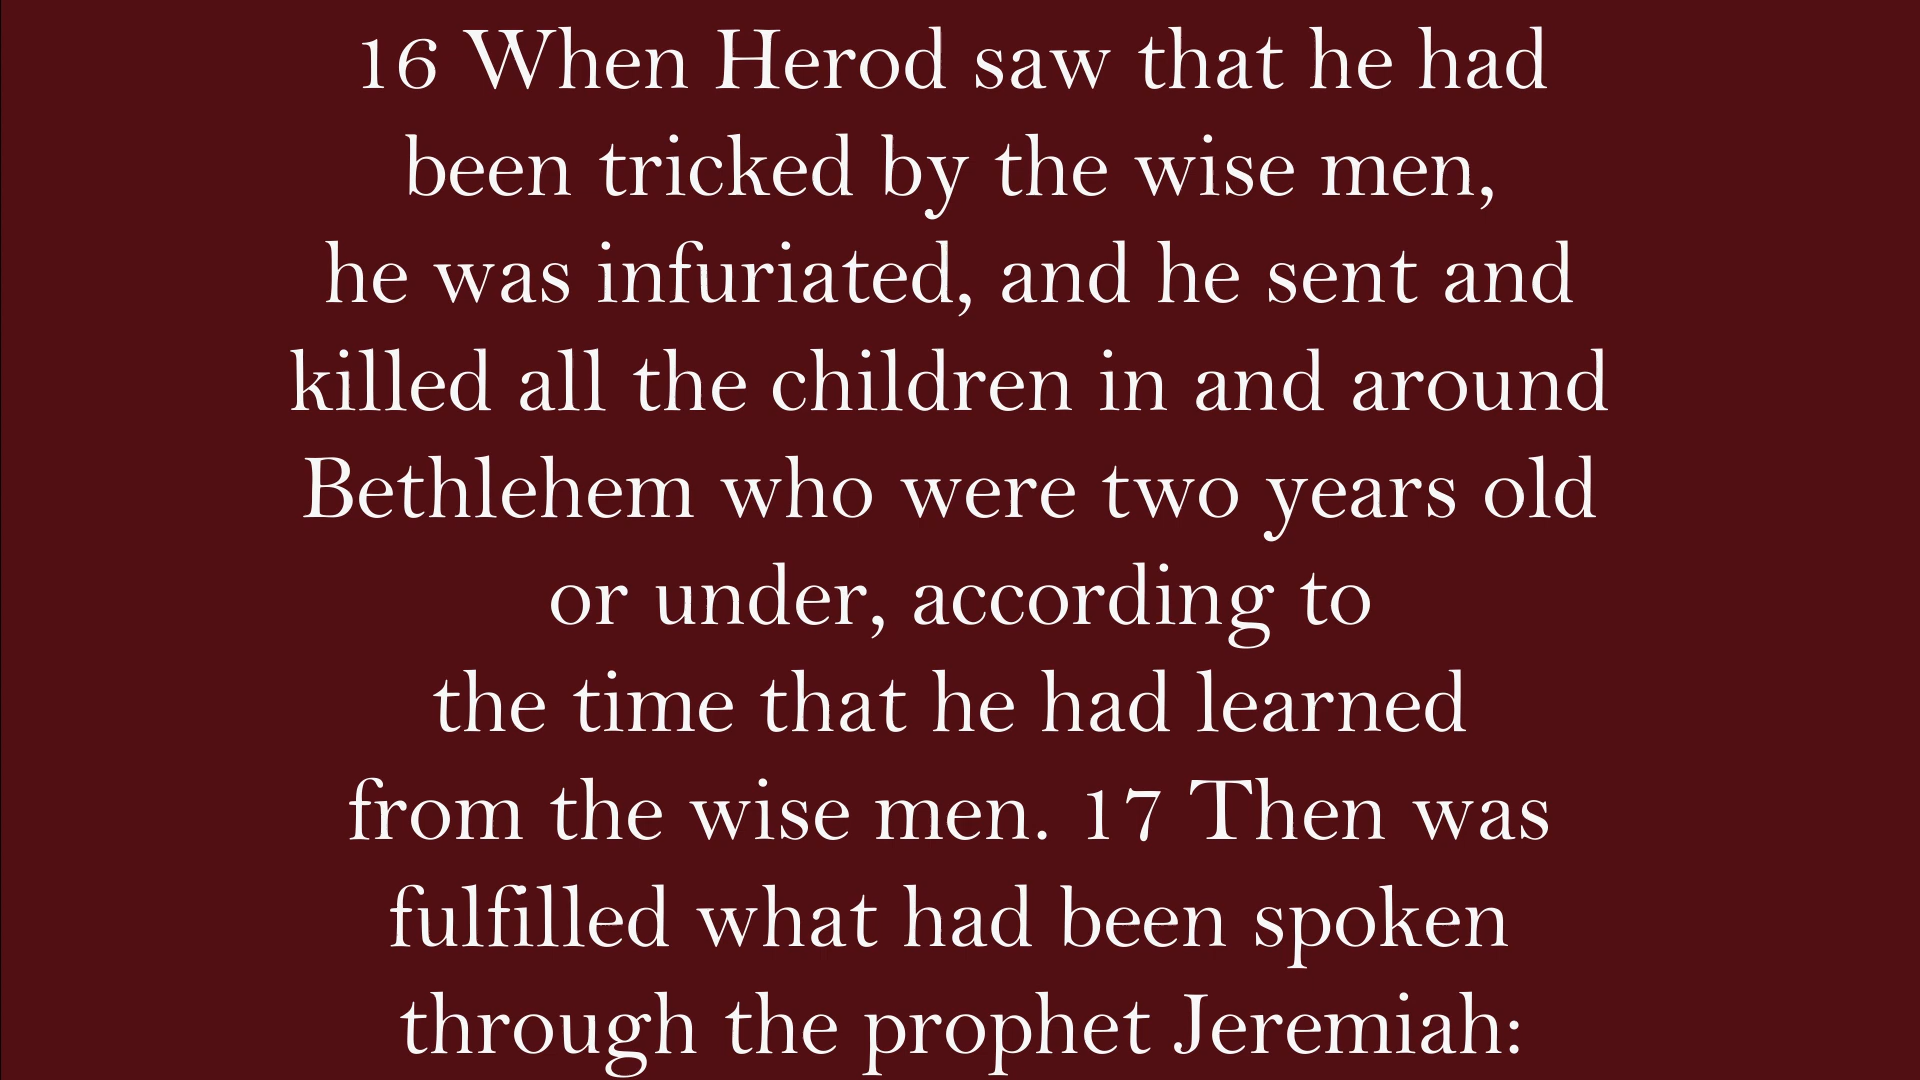 16 When Herod saw that he had
been tricked by the wise men,
he was infuriated, and he sent and
killed all the children in and around
Bethlehem who were two years old
or under, according to
the time that he had learned
from the wise men. 17 Then was
fulfilled what had been spoken
through the prophet Jeremiah: